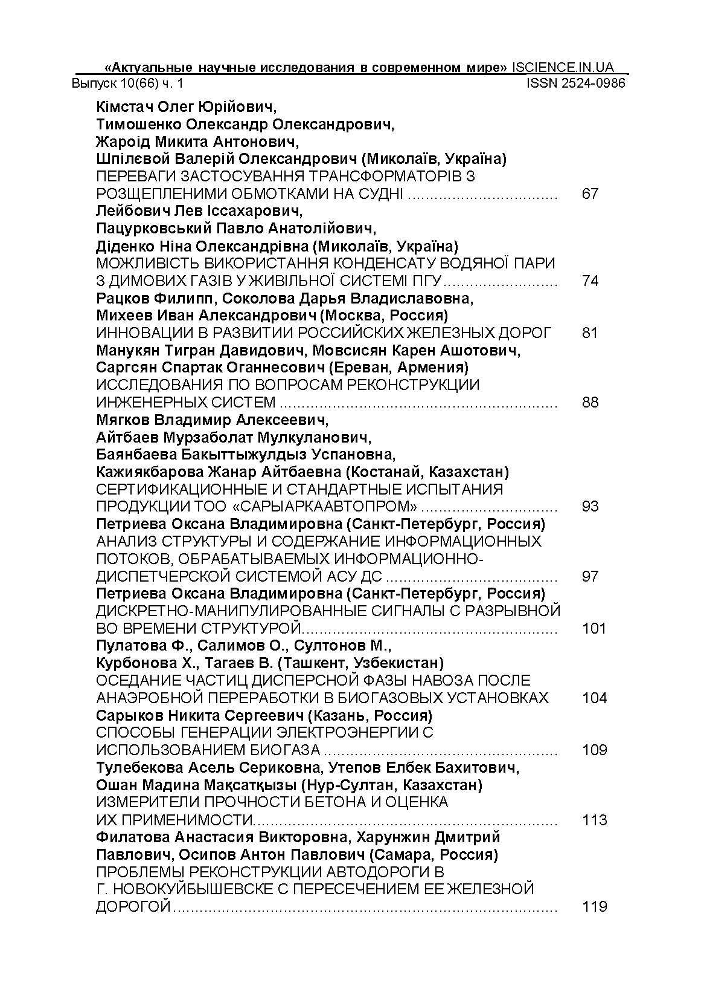 «Актуальные научные исследования в современном мире» ISCIENCE.IN.UA
Выпуск 10(66) ч. 1 ISSN 2524-0986
Кімстач Олег Юрійович,
Тимошенко Олександр Олександрович,
Жароід Микита Антонович,
Шпілєвой Валерій Олександрович (Миколаїв, Україна)
ПЕРЕВАГИ ЗАСТОСУВАННЯ ТРАНСФОРМАТОРІВ З
РОЗЩЕПЛЕНИМИ ОБМОТКАМИ НА СУДНІ .................................. 67
Лейбович Лев Іссахарович,
Пацурковський Павло Анатолійович,
Діденко Ніна Олександрівна (Миколаїв, Україна)
МОЖЛИВІСТЬ ВИКОРИСТАННЯ КОНДЕНСАТУ ВОДЯНОЇ ПАРИ
З ДИМОВИХ ГАЗІВ У ЖИВІЛЬНОЇ СИСТЕМІ ПГУ.......................... 74
Рацков Филипп, Соколова Дарья Владиславовна,
Михеев Иван Александрович (Москва, Россия)
ИННОВАЦИИ В РАЗВИТИИ РОССИЙСКИХ ЖЕЛЕЗНЫХ ДОРОГ 81
Манукян Тигран Давидович, Мовсисян Карен Ашотович,
Саргсян Спартак Оганнесович (Ереван, Армения)
ИССЛЕДОВАНИЯ ПО ВОПРОСАМ РЕКОНСТРУКЦИИ
ИНЖЕНЕРНЫХ СИСТЕМ ............................................................... 88
Мягков Владимир Алексеевич,
Айтбаев Мурзаболат Мулкуланович,
Баянбаева Бакыттыжулдыз Успановна,
Кажиякбарова Жанар Айтбаевна (Костанай, Казахстан)
СЕРТИФИКАЦИОННЫЕ И СТАНДАРТНЫЕ ИСПЫТАНИЯ
ПРОДУКЦИИ ТОО «САРЫАРКААВТОПРОМ» ............................... 93
Петриева Оксана Владимировна (Санкт-Петербург, Россия)
АНАЛИЗ СТРУКТУРЫ И СОДЕРЖАНИЕ ИНФОРМАЦИОННЫХ
ПОТОКОВ, ОБРАБАТЫВАЕМЫХ ИНФОРМАЦИОННО-
ДИСПЕТЧЕРСКОЙ СИСТЕМОЙ АСУ ДС ....................................... 97
Петриева Оксана Владимировна (Санкт-Петербург, Россия)
ДИСКРЕТНО-МАНИПУЛИРОВАННЫЕ СИГНАЛЫ С РАЗРЫВНОЙ
ВО ВРЕМЕНИ СТРУКТУРОЙ.......................................................... 101
Пулатова Ф., Салимов О., Султонов М.,
Курбонова Х., Тагаев В. (Ташкент, Узбекистан)
ОСЕДАНИЕ ЧАСТИЦ ДИСПЕРСНОЙ ФАЗЫ НАВОЗА ПОСЛЕ
АНАЭРОБНОЙ ПЕРЕРАБОТКИ В БИОГАЗОВЫХ УСТАНОВКАХ 104
Сарыков Никита Сергеевич (Казань, Россия)
СПОСОБЫ ГЕНЕРАЦИИ ЭЛЕКТРОЭНЕРГИИ С
ИСПОЛЬЗОВАНИЕМ БИОГАЗА ..................................................... 109
Тулебекова Асель Сериковна, Утепов Елбек Бахитович,
Ошан Мадина Мақсатқызы (Нур-Султан, Казахстан)
ИЗМЕРИТЕЛИ ПРОЧНОСТИ БЕТОНА И ОЦЕНКА
ИХ ПРИМЕНИМОСТИ..................................................................... 113
Филатова Анастасия Викторовна, Харунжин Дмитрий
Павлович, Осипов Антон Павлович (Самара, Россия)
ПРОБЛЕМЫ РЕКОНСТРУКЦИИ АВТОДОРОГИ В
Г. НОВОКУЙБЫШЕВСКЕ С ПЕРЕСЕЧЕНИЕМ ЕЕ ЖЕЛЕЗНОЙ
ДОРОГОЙ....................................................................................... 119